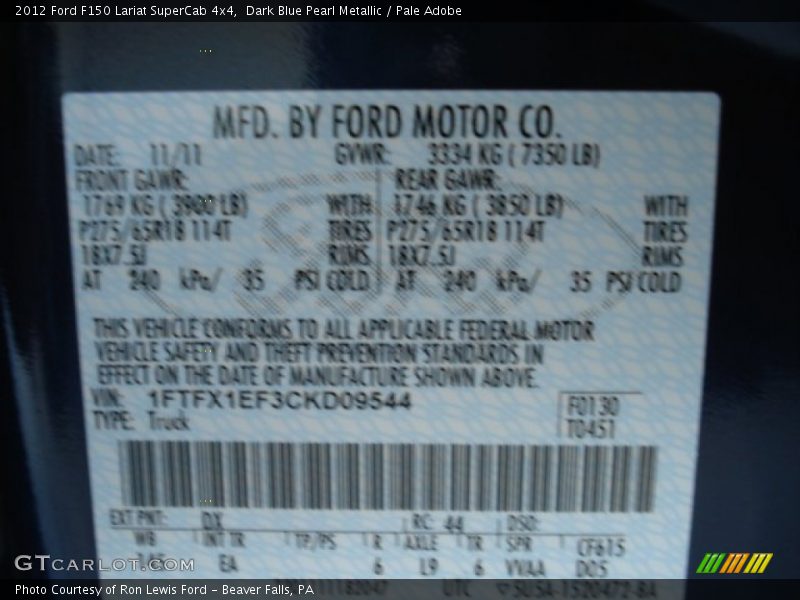 2012 Ford F150 Lariat SuperCab 4x4,  Dark Blue Pearl Metallic / Pale Adobe
MFD. BY FORD MOTOR CO.
DATE: 11/11 GVWR: 3334 KG ( 7350 LB)
FRONT GAWR: REAR GAWR:
1769 KG ( 3900 LB) WITH 1746 KG ( 3850 LB) WITH
P275/65R18 114T TIRES P275/65R18 114T TIRES
18X7.5J RIMS 18X7.5J RIMS
AT 240 kPa/ 35 PSI COLD AT 240 kPa/ 35 PSI COLD
THIS VEHICLE CONFORMS TO ALL APPLICABLE FEDERAL MOTOR
VEHICLE SAFETY AND THEFT PREVENTION STANDARDS IN
EFFECT ON THE DATE OF MANUFACTURE SHOWN ABOVE.
VIN: 1FTFX1EF3CKD09544
TYPE: Truck
F0130
T0451
EXT PNT: DX RC: 44 DSO:
WB INT TR TP/PS R AXLE TR SPR CF615
145 EA 6 L9 6 VVAA D05
UTC
GTCARLOT.COM
Photo Courtesy of Ron Lewis Ford - Beaver Falls, PA